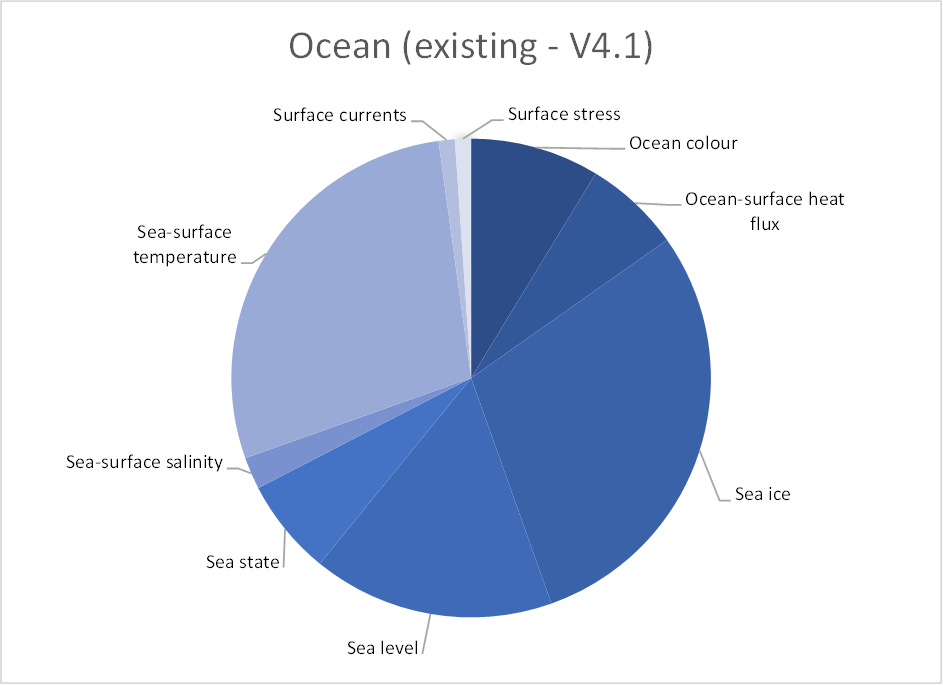 Ocean (existing - V4.1)
Surface currents
Surface stress
Ocean colour
Ocean-surface heat
flux
Sea-surface
temperature
Sea-surface salinity
Sea ice
Sea state
Sea level